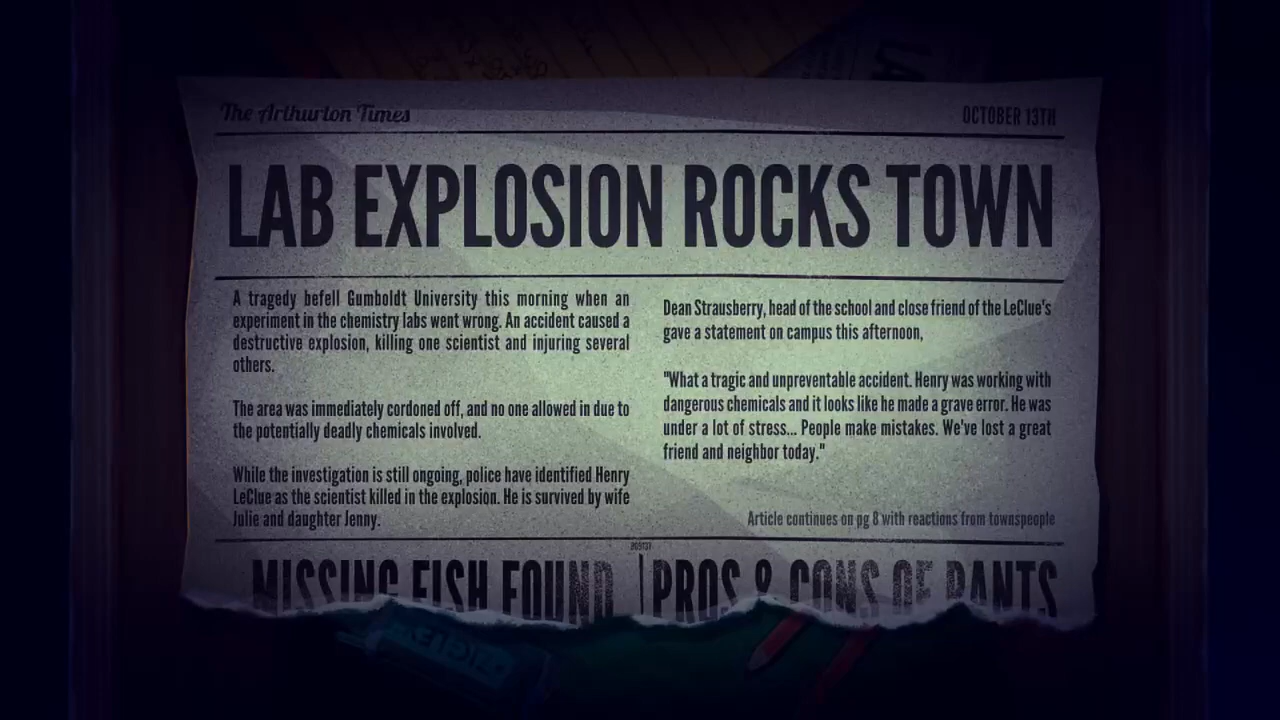 The Arthurton Times
OCTOBER 13TH
LAB EXPLOSION ROCKS TOWN
A tragedy befell Gumboldt University this morning when an
experiment in the chemistry labs went wrong. An accident caused a
destructive explosion, killing one scientist and injuring several
others.
The area was immediately cordoned off, and no one allowed in due to
the potentially deadly chemicals involved.
While the investigation is still ongoing, police have identified Henry
LeClue as the scientist killed in the explosion. He is survived by wife
Julie and daughter Jenny.
Dean Strausberry, head of the school and close friend of the LeClue's
gave a statement on campus this afternoon,
"What a tragic and unpreventable accident. Henry was working with
dangerous chemicals and it looks like he made a grave error. He was
under a lot of stress... People make mistakes. We've lost a great
friend and neighbor today."
Article continues on pg 8 with reactions from townspeople
MISSING FISH FOUND
PROS & CONS OF PANTS